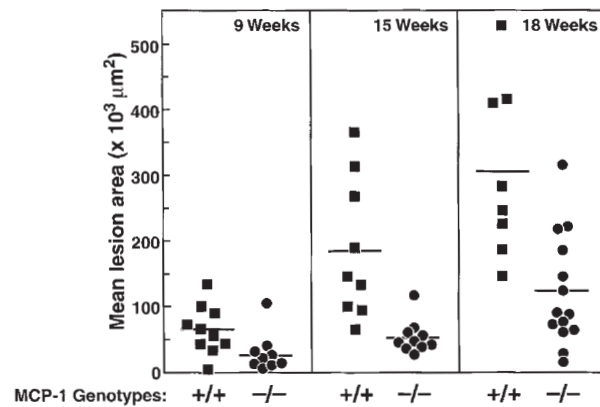 9 Weeks
15 Weeks
18 Weeks
Mean lesion area (x 10³ μm²)
500
400
300
200
100
0
MCP-1 Genotypes: +/+ −/− +/+ −/− +/+ −/−